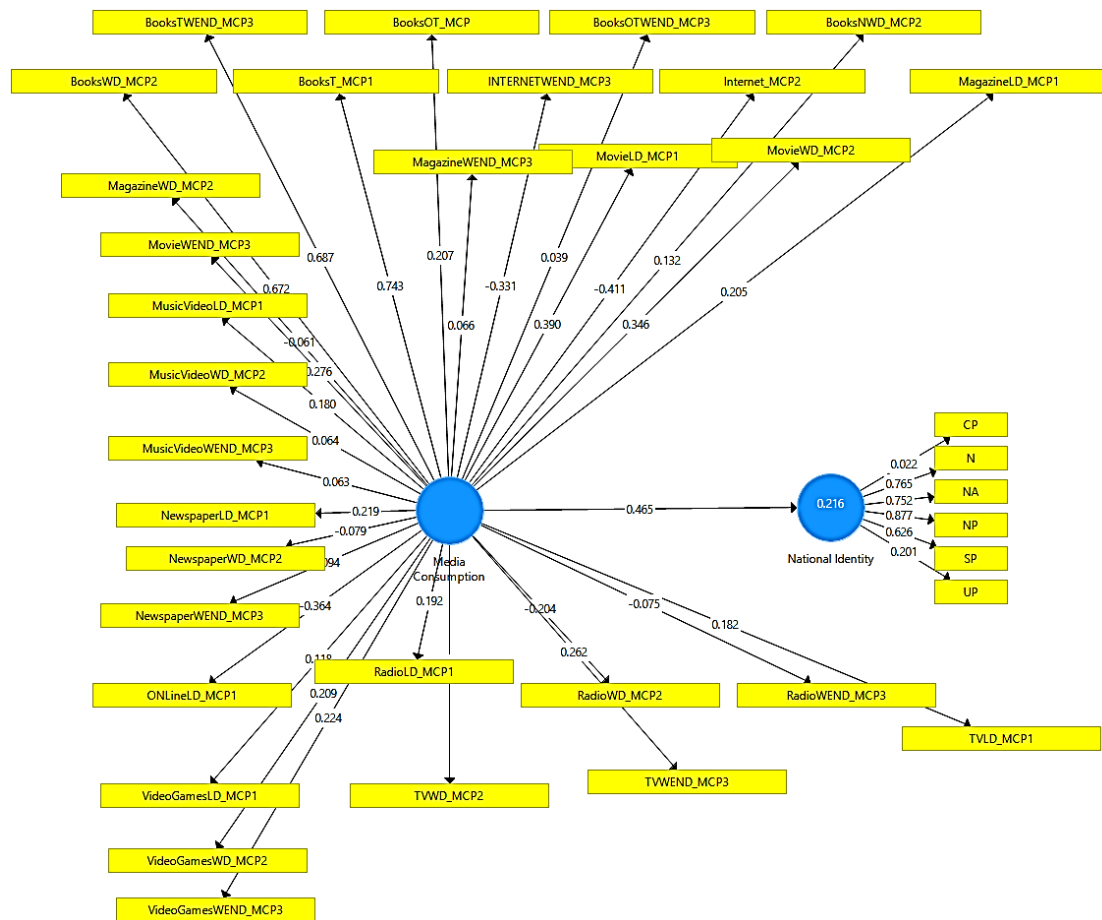 BooksTWEND_MCP3
BooksOT_MCP
BooksOTWEND_MCP3
BooksNWD_MCP2
BooksWD_MCP2
BooksT_MCP1
INTERNETWEND_MCP3
Internet_MCP2
MagazineLD_MCP1
MagazineWEND_MCP3
MovieLD_MCP1
MovieWD_MCP2
MagazineWD_MCP2
MovieWEND_MCP3
0.687
0.207
0.039
0.132
0.672
0.743
-0.331
-0.411
0.205
MusicVideoLD_MCP1
0.066
0.390
0.346
-0.061
0.276
MusicVideoWD_MCP2
0.180
0.064
CP
MusicVideoWEND_MCP3
N
0.022
0.063
0.765
NA
0.752
NewspaperLD_MCP1
0.219
0.465
0.216
0.877
NP
-0.079
0.626
NewspaperWD_MCP2
0.201
SP
Media
Consumption
National Identity
UP
094
0.192
-0.204
-0.075
NewspaperWEND_MCP3
-0.364
0.182
0.262
0.118
RadioLD_MCP1
ONLineLD_MCP1
0.209
RadioWD_MCP2
RadioWEND_MCP3
0.224
TVLD_MCP1
TVWEND_MCP3
VideoGamesLD_MCP1
TVWD_MCP2
VideoGamesWD_MCP2
VideoGamesWEND_MCP3